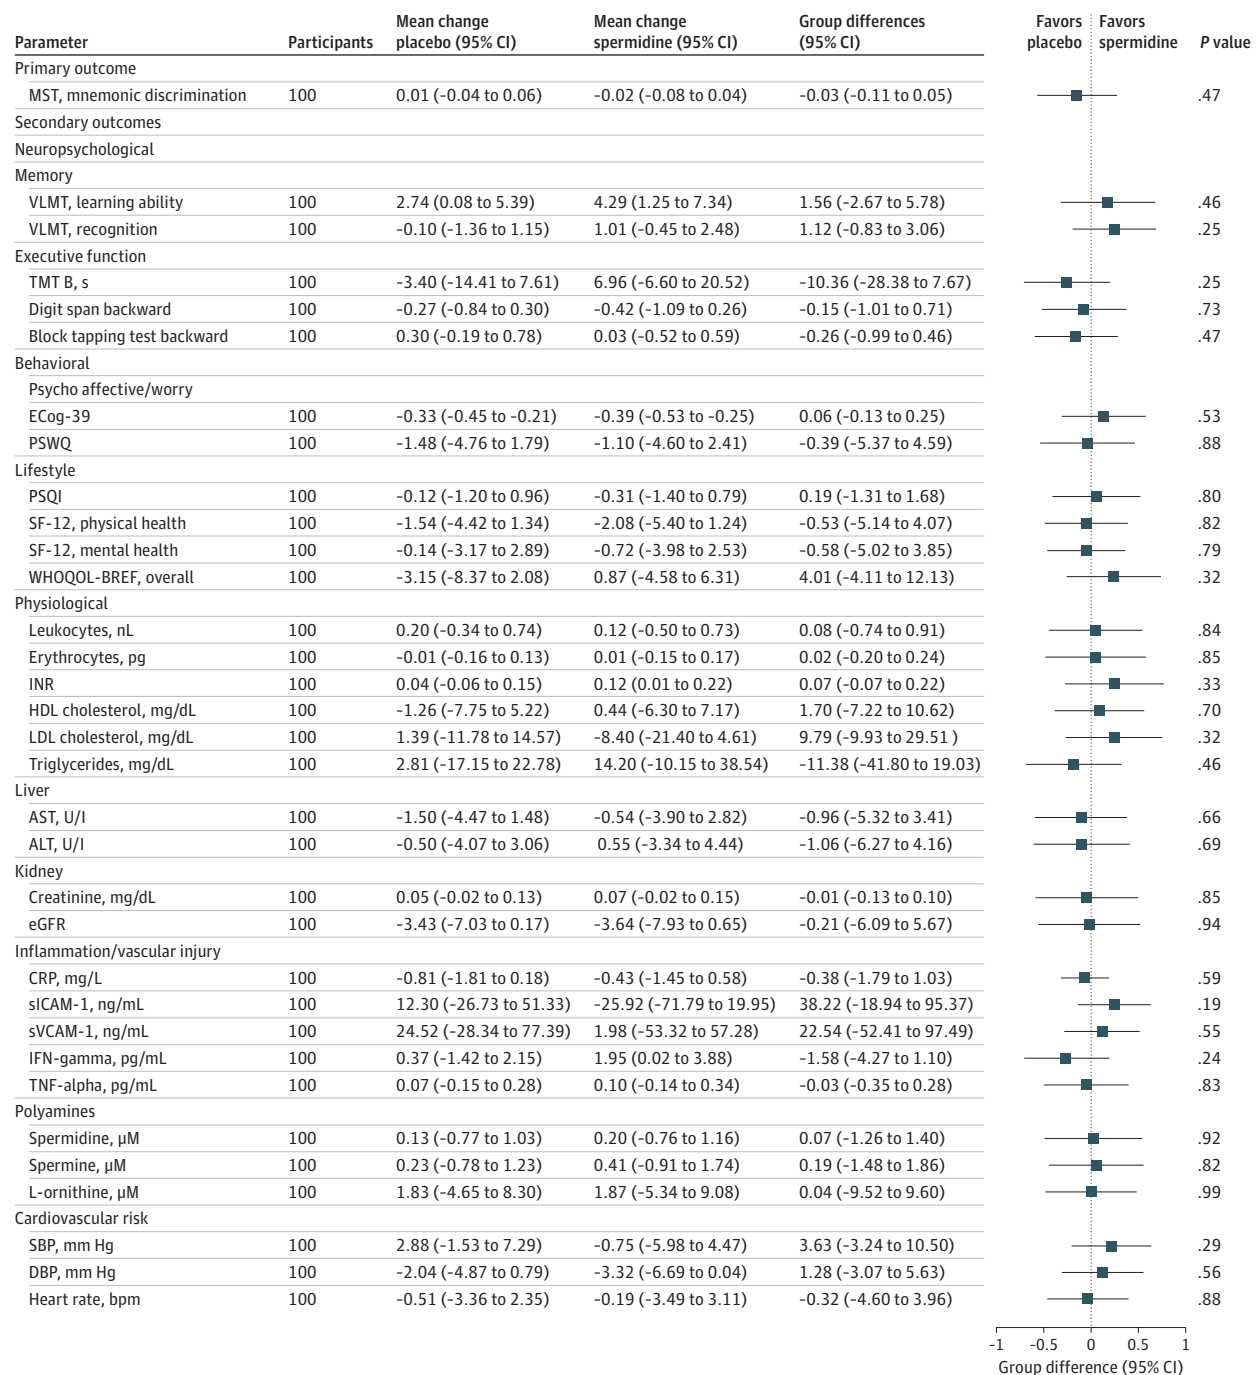 Parameter Participants Mean change placebo (95% CI) Mean change spermidine (95% CI) Group differences (95% CI) Favors placebo Favors spermidine P value
Primary outcome
MST, mnemonic discrimination 100 0.01 (-0.04 to 0.06) -0.02 (-0.08 to 0.04) -0.03 (-0.11 to 0.05) .47
Secondary outcomes
Neuropsychological
Memory
VLMT, learning ability 100 2.74 (0.08 to 5.39) 4.29 (1.25 to 7.34) 1.56 (-2.67 to 5.78) .46
VLMT, recognition 100 -0.10 (-1.36 to 1.15) 1.01 (-0.45 to 2.48) 1.12 (-0.83 to 3.06) .25
Executive function
TMT B, s 100 -3.40 (-14.41 to 7.61) 6.96 (-6.60 to 20.52) -10.36 (-28.38 to 7.67) .25
Digit span backward 100 -0.27 (-0.84 to 0.30) -0.42 (-1.09 to 0.26) -0.15 (-1.01 to 0.71) .73
Block tapping test backward 100 0.30 (-0.19 to 0.78) 0.03 (-0.52 to 0.59) -0.26 (-0.99 to 0.46) .47
Behavioral
Psycho affective/worry
ECog-39 100 -0.33 (-0.45 to -0.21) -0.39 (-0.53 to -0.25) 0.06 (-0.13 to 0.25) .53
PSWQ 100 -1.48 (-4.76 to 1.79) -1.10 (-4.60 to 2.41) -0.39 (-5.37 to 4.59) .88
Lifestyle
PSQI 100 -0.12 (-1.20 to 0.96) -0.31 (-1.40 to 0.79) 0.19 (-1.31 to 1.68) .80
SF-12, physical health 100 -1.54 (-4.42 to 1.34) -2.08 (-5.40 to 1.24) -0.53 (-5.14 to 4.07) .82
SF-12, mental health 100 -0.14 (-3.17 to 2.89) -0.72 (-3.98 to 2.53) -0.58 (-5.02 to 3.85) .79
WHOQOL-BREF, overall 100 -3.15 (-8.37 to 2.08) 0.87 (-4.58 to 6.31) 4.01 (-4.11 to 12.13) .32
Physiological
Leukocytes, nL 100 0.20 (-0.34 to 0.74) 0.12 (-0.50 to 0.73) 0.08 (-0.74 to 0.91) .84
Erythrocytes, pg 100 -0.01 (-0.16 to 0.13) 0.01 (-0.15 to 0.17) 0.02 (-0.20 to 0.24) .85
INR 100 0.04 (-0.06 to 0.15) 0.12 (0.01 to 0.22) 0.07 (-0.07 to 0.22) .33
HDL cholesterol, mg/dL 100 -1.26 (-7.75 to 5.22) 0.44 (-6.30 to 7.17) 1.70 (-7.22 to 10.62) .70
LDL cholesterol, mg/dL 100 1.39 (-11.78 to 14.57) -8.40 (-21.40 to 4.61) 9.79 (-9.93 to 29.51 ) .32
Triglycerides, mg/dL 100 2.81 (-17.15 to 22.78) 14.20 (-10.15 to 38.54) -11.38 (-41.80 to 19.03) .46
Liver
AST, U/l 100 -1.50 (-4.47 to 1.48) -0.54 (-3.90 to 2.82) -0.96 (-5.32 to 3.41) .66
ALT, U/l 100 -0.50 (-4.07 to 3.06) 0.55 (-3.34 to 4.44) -1.06 (-6.27 to 4.16) .69
Kidney
Creatinine, mg/dL 100 0.05 (-0.02 to 0.13) 0.07 (-0.02 to 0.15) -0.01 (-0.13 to 0.10) .85
eGFR 100 -3.43 (-7.03 to 0.17) -3.64 (-7.93 to 0.65) -0.21 (-6.09 to 5.67) .94
Inflammation/vascular injury
CRP, mg/L 100 -0.81 (-1.81 to 0.18) -0.43 (-1.45 to 0.58) -0.38 (-1.79 to 1.03) .59
sICAM-1, ng/mL 100 12.30 (-26.73 to 51.33) -25.92 (-71.79 to 19.95) 38.22 (-18.94 to 95.37) .19
sVCAM-1, ng/mL 100 24.52 (-28.34 to 77.39) 1.98 (-53.32 to 57.28) 22.54 (-52.41 to 97.49) .55
IFN-gamma, pg/mL 100 0.37 (-1.42 to 2.15) 1.95 (0.02 to 3.88) -1.58 (-4.27 to 1.10) .24
TNF-alpha, pg/mL 100 0.07 (-0.15 to 0.28) 0.10 (-0.14 to 0.34) -0.03 (-0.35 to 0.28) .83
Polyamines
Spermidine, µM 100 0.13 (-0.77 to 1.03) 0.20 (-0.76 to 1.16) 0.07 (-1.26 to 1.40) .92
Spermine, µM 100 0.23 (-0.78 to 1.23) 0.41 (-0.91 to 1.74) 0.19 (-1.48 to 1.86) .82
L-ornithine, µM 100 1.83 (-4.65 to 8.30) 1.87 (-5.34 to 9.08) 0.04 (-9.52 to 9.60) .99
Cardiovascular risk
SBP, mm Hg 100 2.88 (-1.53 to 7.29) -0.75 (-5.98 to 4.47) 3.63 (-3.24 to 10.50) .29
DBP, mm Hg 100 -2.04 (-4.87 to 0.79) -3.32 (-6.69 to 0.04) 1.28 (-3.07 to 5.63) .56
Heart rate, bpm 100 -0.51 (-3.36 to 2.35) -0.19 (-3.49 to 3.11) -0.32 (-4.60 to 3.96) .88
-1 -0.5 0 0.5 1
Group difference (95% CI)